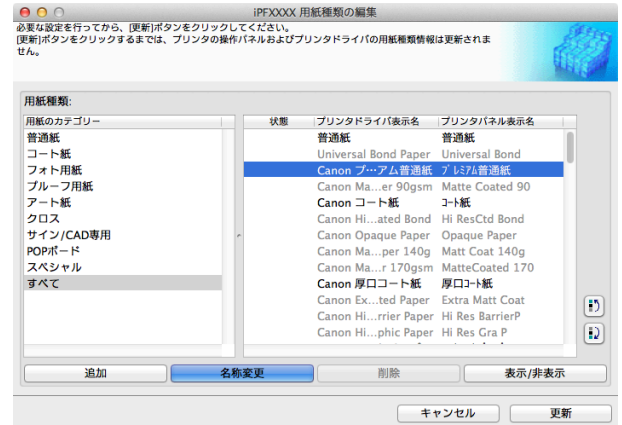 iPFXXXX 用紙種類の編集
必要な設定を行ってから、[更新]ボタンをクリックしてください。
[更新]ボタンをクリックするまでは、プリンタの操作パネルおよびプリンタドライバの用紙種類情報は更新されま
せん。
用紙種類:
用紙のカテゴリー
普通紙
コート紙
フォト用紙
プルーフ用紙
アート紙
クロス
サイン/CAD専用
POPボード
スペシャル
すべて
状態 プリンタドライバ表示名 プリンタパネル表示名
普通紙 普通紙
Universal Bond Paper Universal Bond
Canon プ…アム普通紙 プレミアム普通紙
Canon Ma…er 90gsm Matte Coated 90
Canon コート紙 コート紙
Canon Hi…ated Bond Hi ResCtd Bond
Canon Opaque Paper Opaque Paper
Canon Ma…per 140g Matt Coat 140g
Canon Ma…r 170gsm MatteCoated 170
Canon 厚口コート紙 厚口コート紙
Canon Ex…ted Paper Extra Matt Coat
Canon Hi…rrier Paper Hi Res BarrierP
Canon Hi…phic Paper Hi Res Gra P
追加 名称変更 削除 表示/非表示
キャンセル 更新